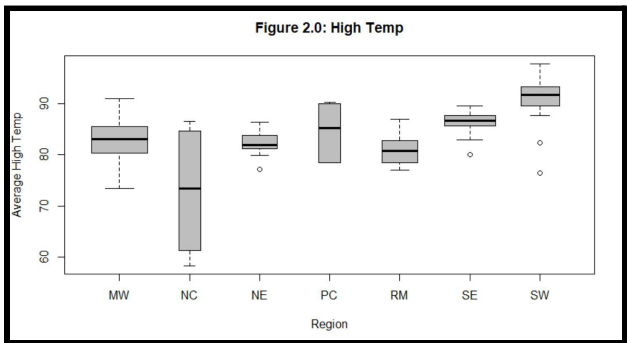 Figure 2.0: High Temp
Average High Temp
90
80
70
60
MW NC NE PC RM SE SW
Region